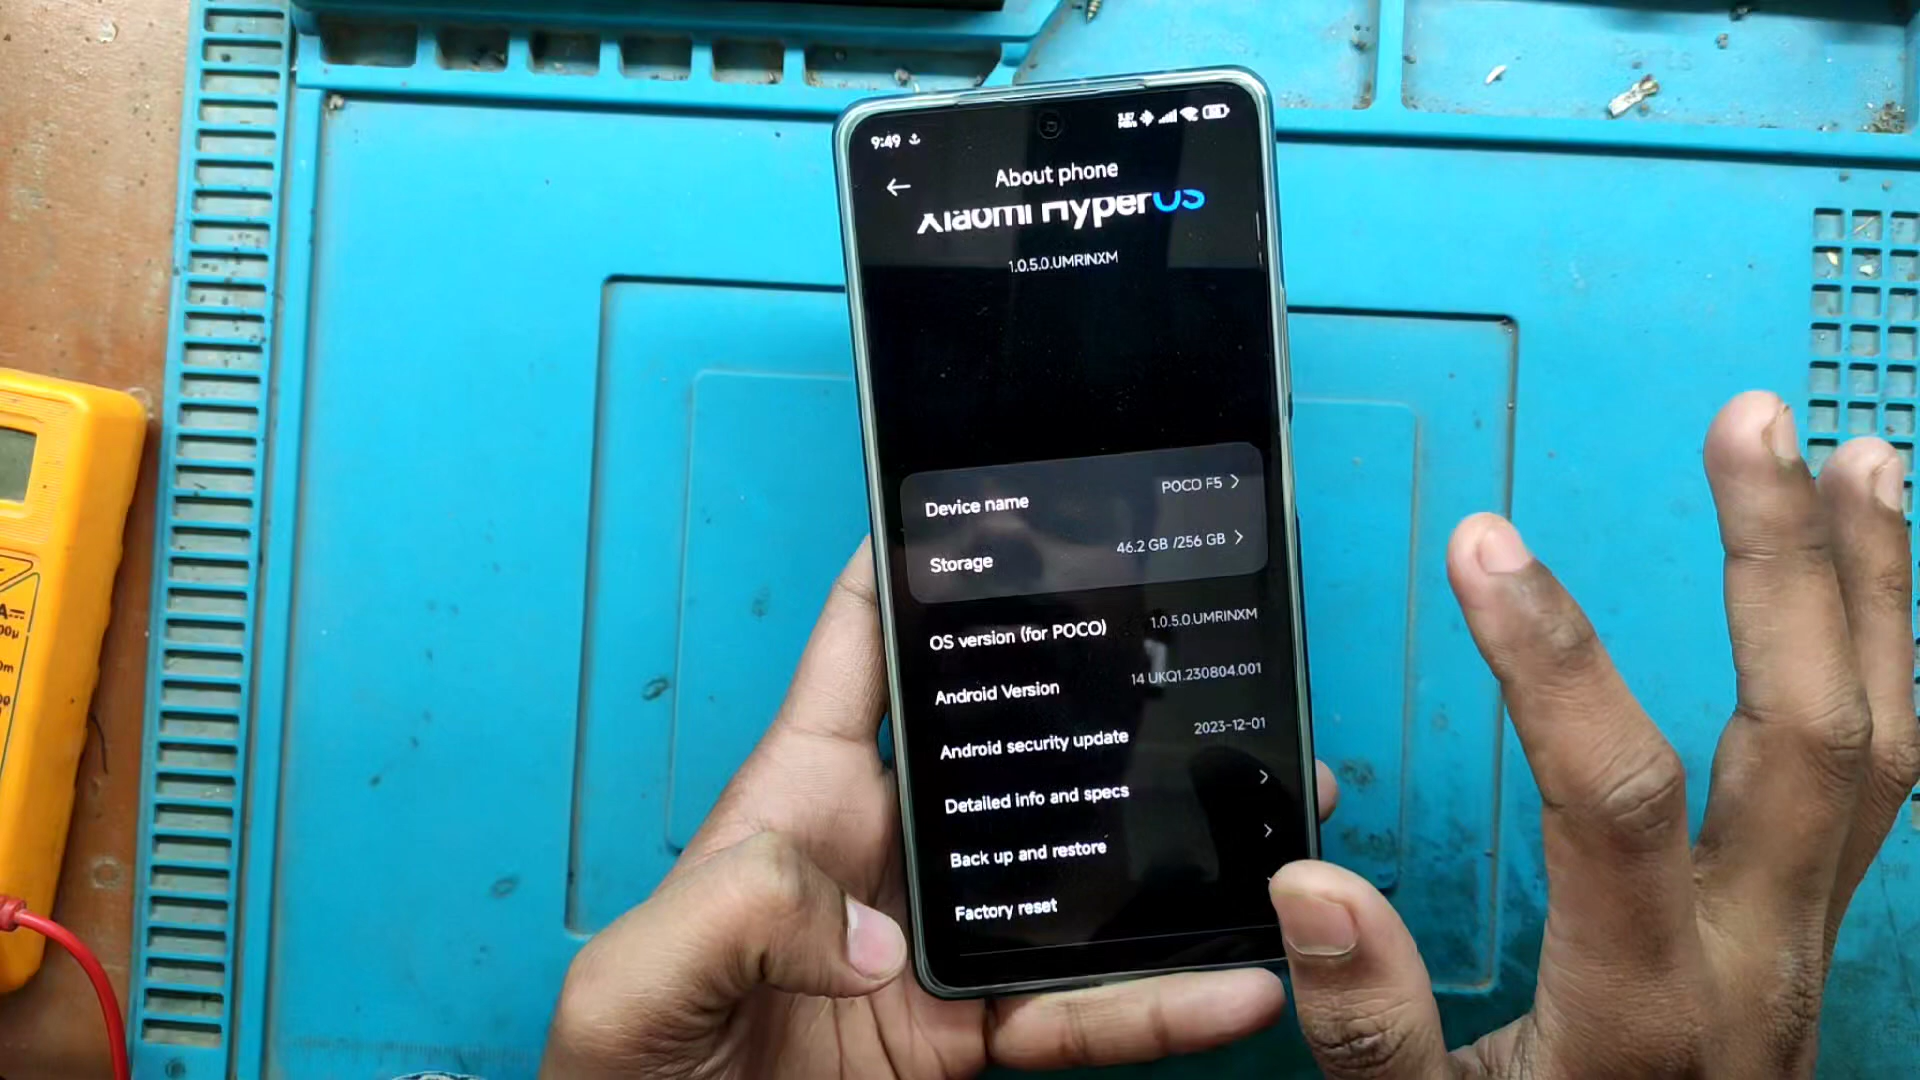 9:49
About phone
Xiaomi HyperOS
1.0.5.0.UMRINXM
Device name POCO F5
Storage 46.2 GB /256 GB
OS version (for POCO) 1.0.5.0.UMRINXM
Android Version 14 UKQ1.230804.001
Android security update 2023-12-01
Detailed info and specs
Back up and restore
Factory reset
Parts
Parts